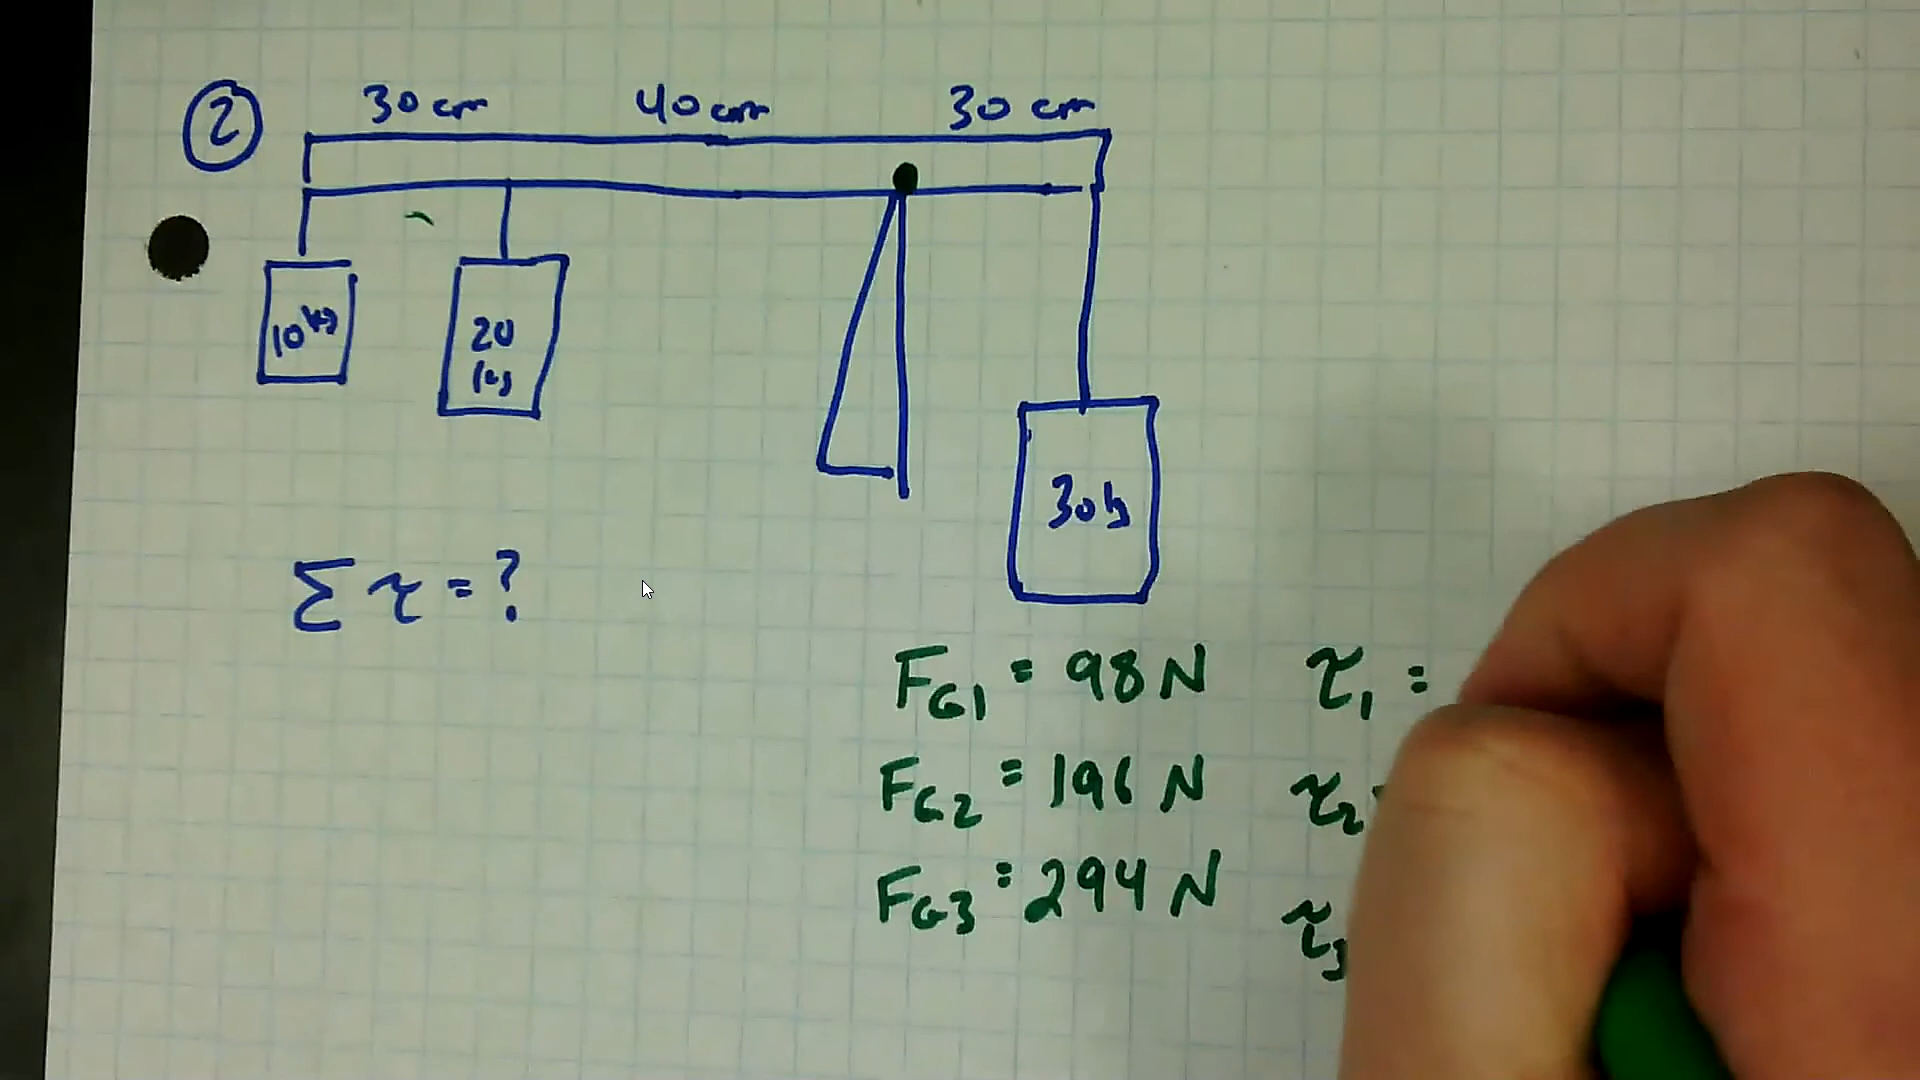 ② 30 cm 40 cm 30 cm
10 kg
20 kg
30 kg
Σ τ = ?
FG1 = 98 N τ1 =
FG2 = 196 N τ2
FG3 = 294 N τ3